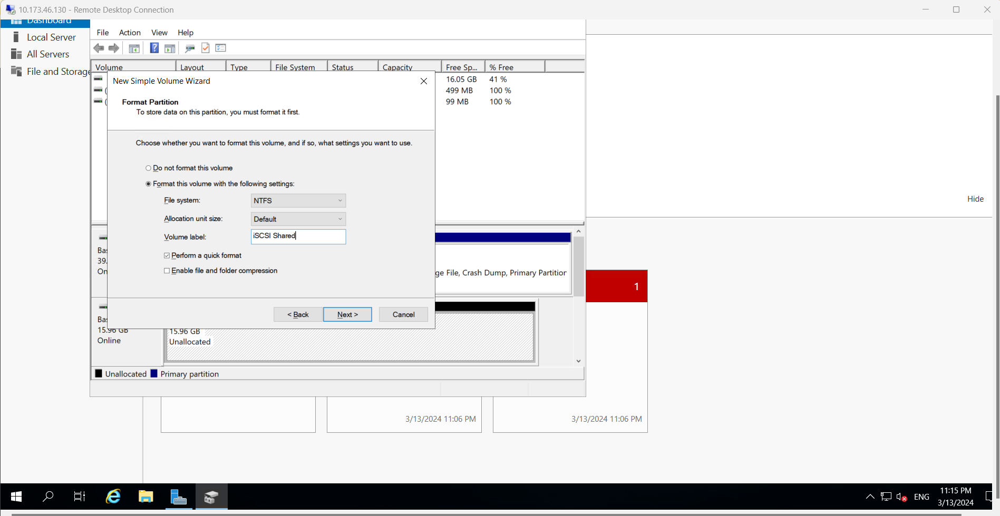 10.173.46.130 - Remote Desktop Connection
Dashboard
Local Server
All Servers
File and Storage
File Action View Help
Volume Layout Type File System Status Capacity Free Sp... % Free
16.05 GB 41 %
( 499 MB 100 %
( 99 MB 100 %
New Simple Volume Wizard
Format Partition
To store data on this partition, you must format it first.
Choose whether you want to format this volume, and if so, what settings you want to use.
Do not format this volume
Format this volume with the following settings:
File system: NTFS
Allocation unit size: Default
Volume label: iSCSI Shared
Perform a quick format
Enable file and folder compression
< Back Next > Cancel
Hide
Bas
39.
On
ge File, Crash Dump, Primary Partition
1
Bas
15.96 GB
Online
15.96 GB
Unallocated
Unallocated Primary partition
3/13/2024 11:06 PM
3/13/2024 11:06 PM
ENG
11:15 PM
3/13/2024